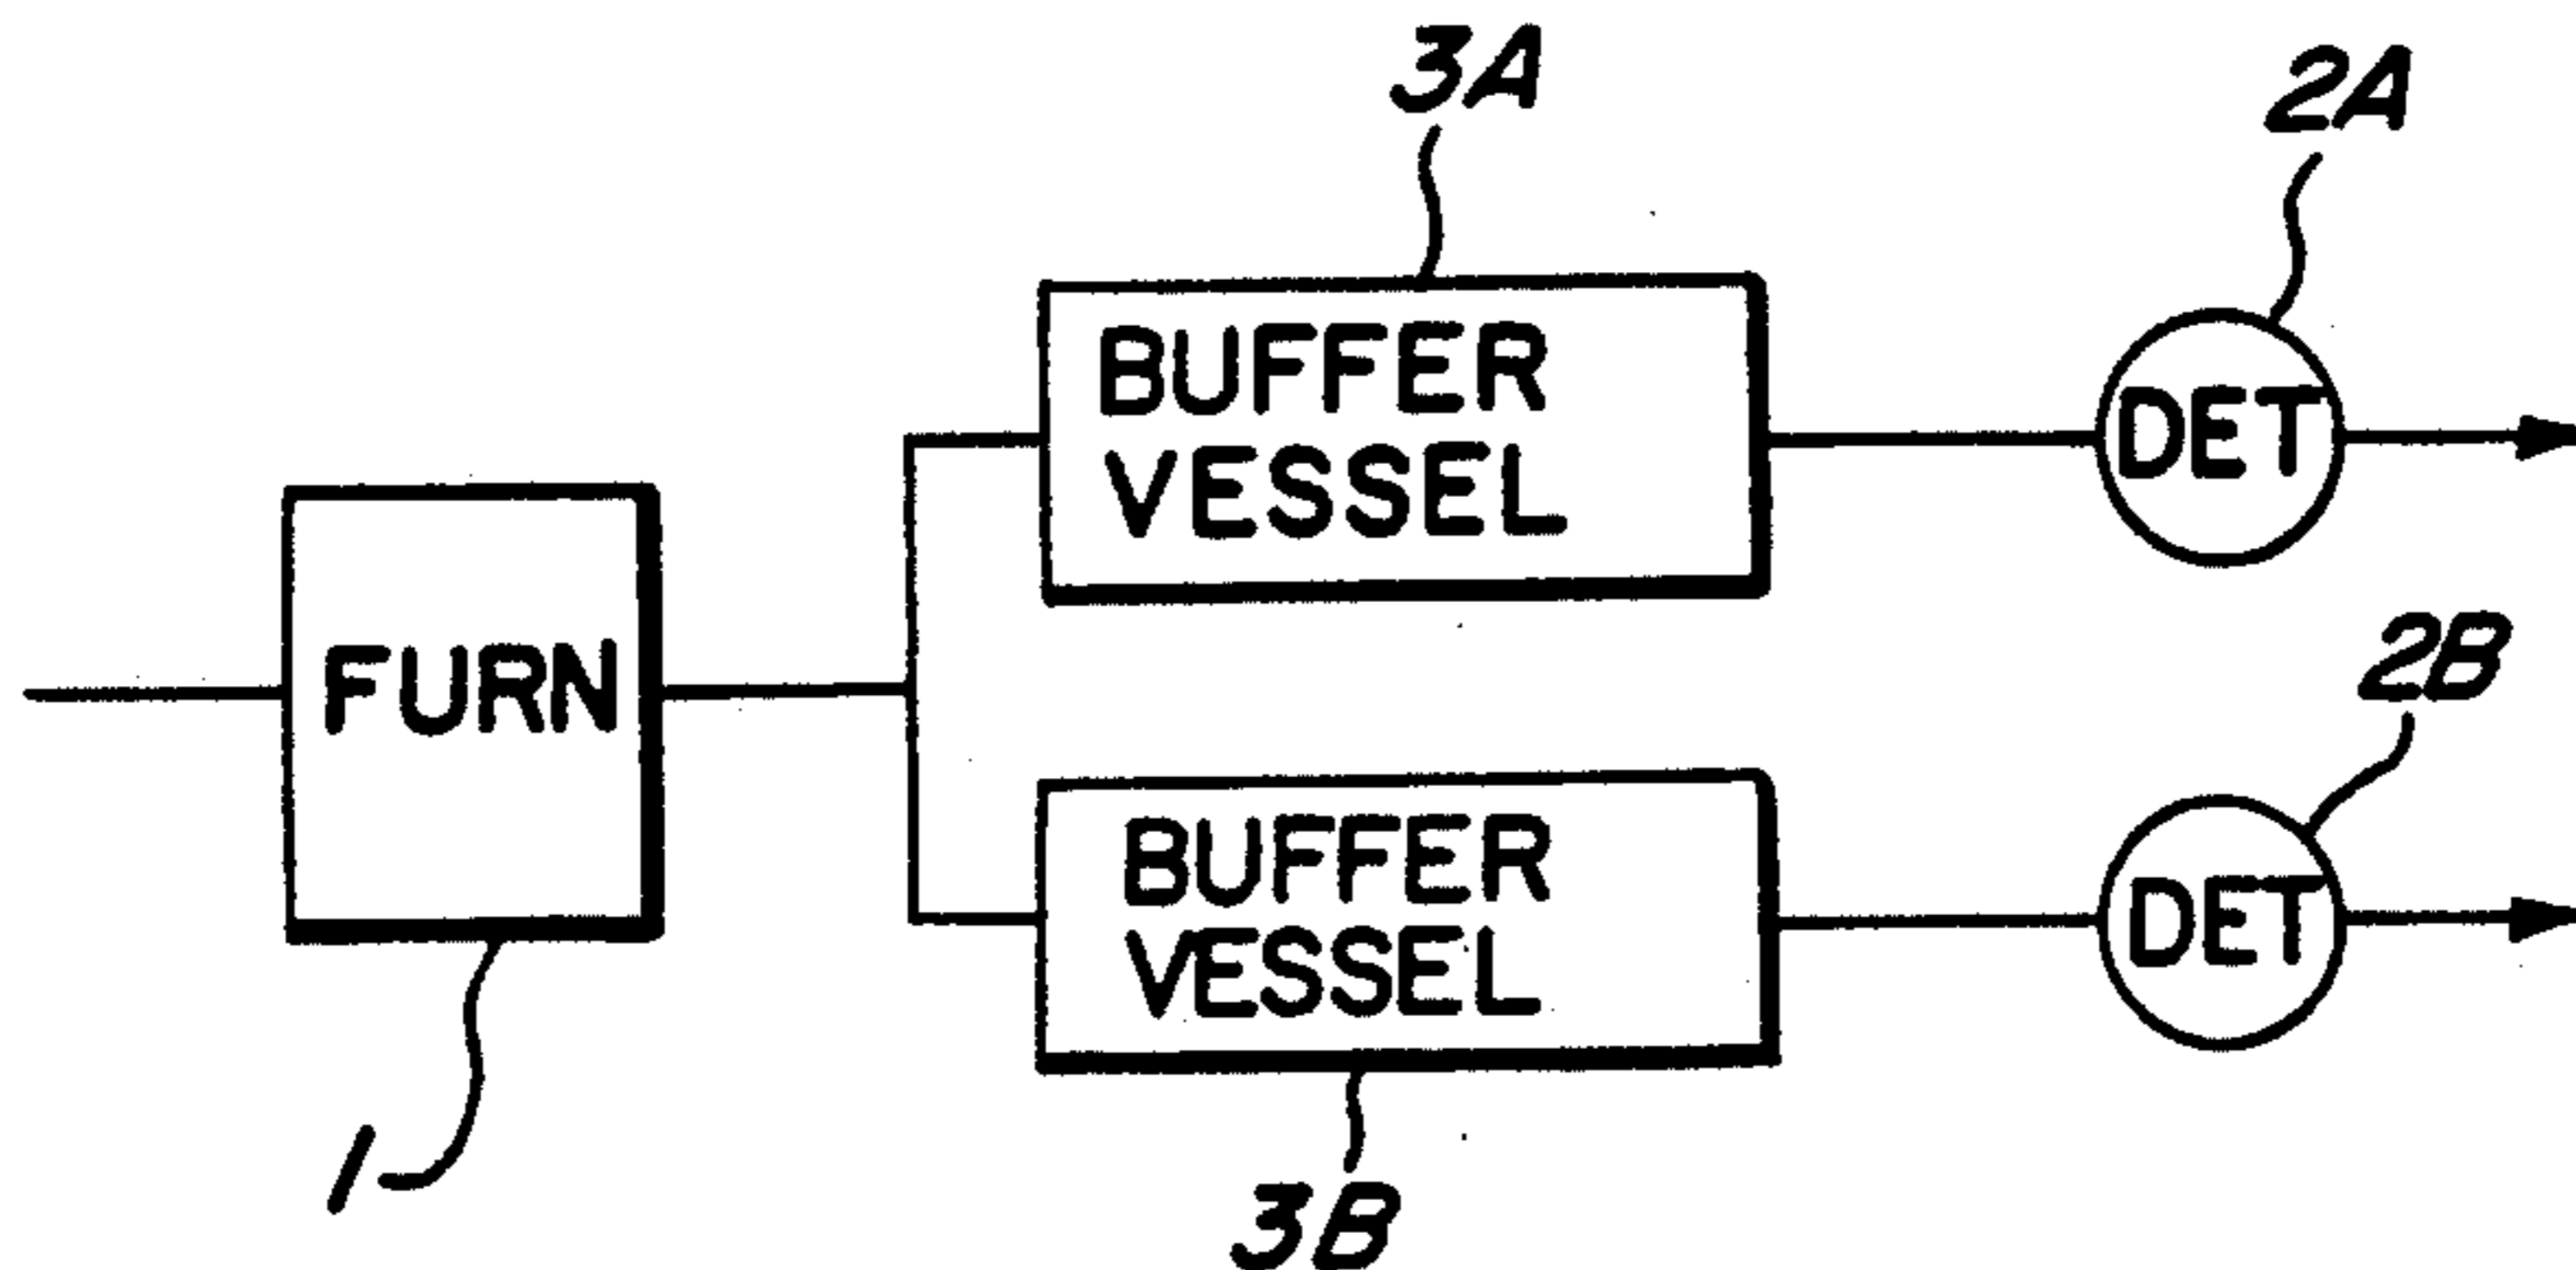 3A
2A
BUFFER
VESSEL
DET
FURN
2B
BUFFER
VESSEL
DET
1
3B